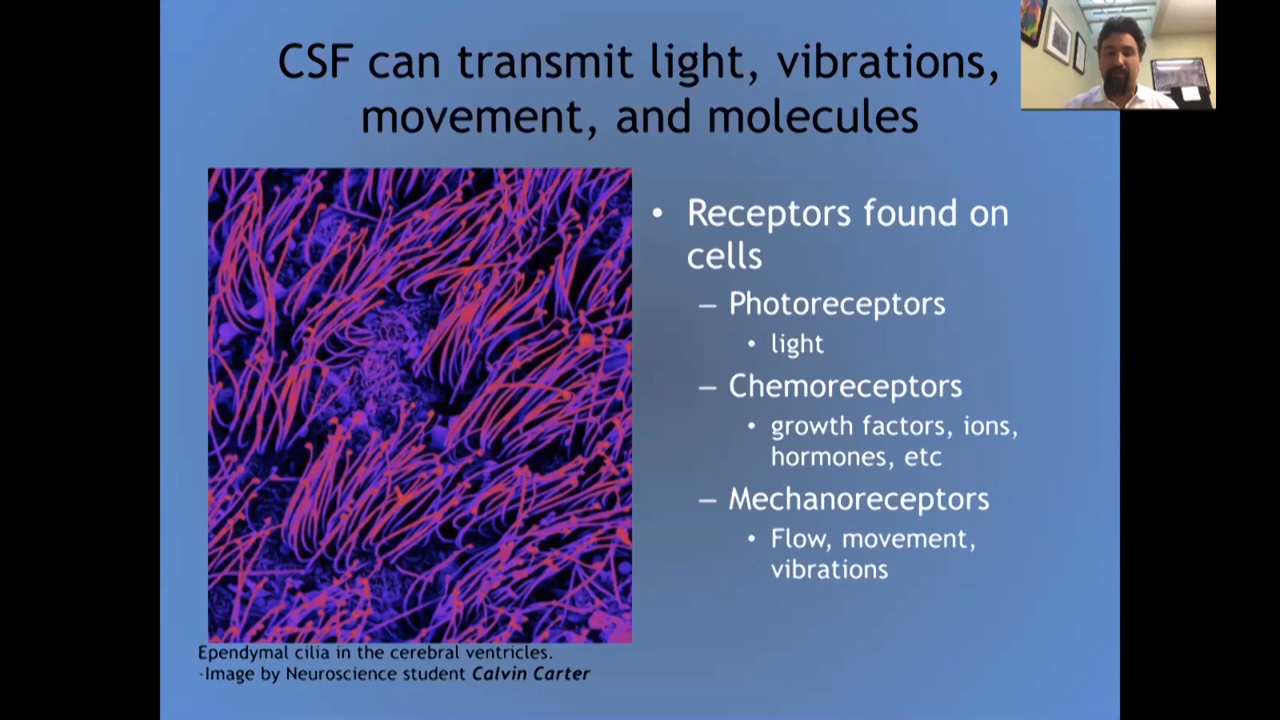 CSF can transmit light, vibrations,
movement, and molecules
• Receptors found on
cells
– Photoreceptors
• light
– Chemoreceptors
• growth factors, ions,
hormones, etc
– Mechanoreceptors
• Flow, movement,
vibrations
Ependymal cilia in the cerebral ventricles.
-Image by Neuroscience student Calvin Carter